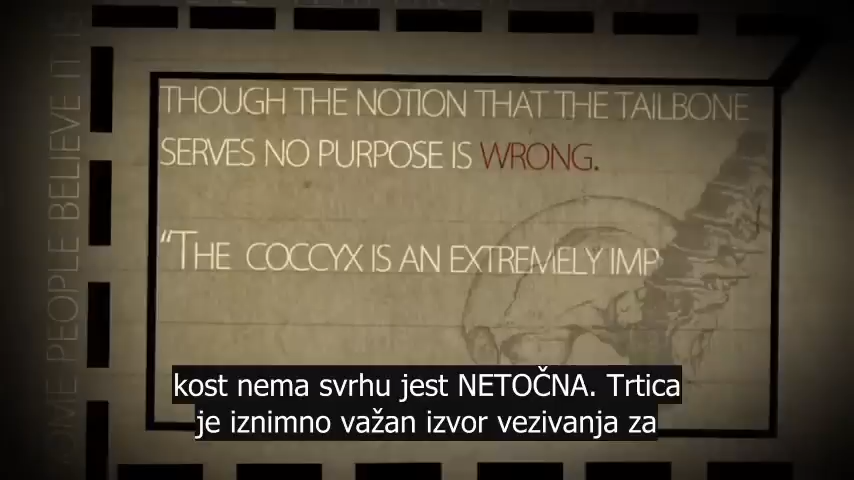 SOME PEOPLE BELIEVE IT IS
THOUGH THE NOTION THAT THE TAILBONE
SERVES NO PURPOSE IS WRONG.
“THE COCCYX IS AN EXTREMELY IMP
kost nema svrhu jest NETOČNA. Trtica
je iznimno važan izvor vezivanja za